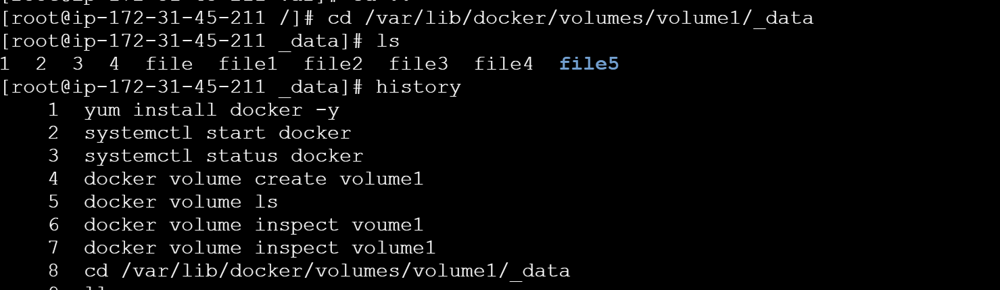 [root@ip-172-31-45-211 /]# cd /var/lib/docker/volumes/volume1/_data
[root@ip-172-31-45-211 _data]# ls
1  2  3  4  file  file1  file2  file3  file4  file5
[root@ip-172-31-45-211 _data]# history
    1  yum install docker -y
    2  systemctl start docker
    3  systemctl status docker
    4  docker volume create volume1
    5  docker volume ls
    6  docker volume inspect voume1
    7  docker volume inspect volume1
    8  cd /var/lib/docker/volumes/volume1/_data